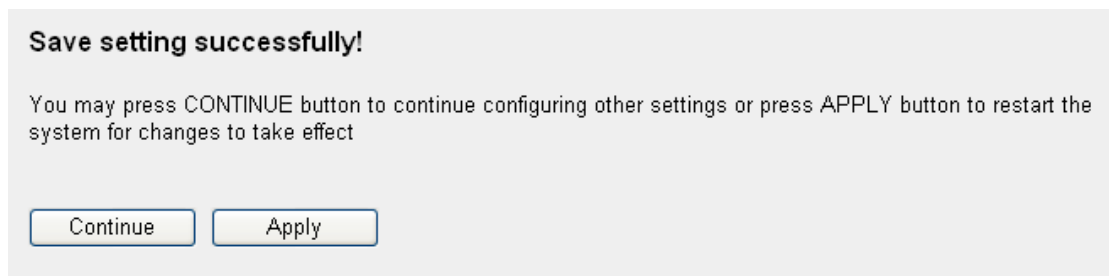 Save setting successfully!
You may press CONTINUE button to continue configuring other settings or press APPLY button to restart the
system for changes to take effect
Continue Apply